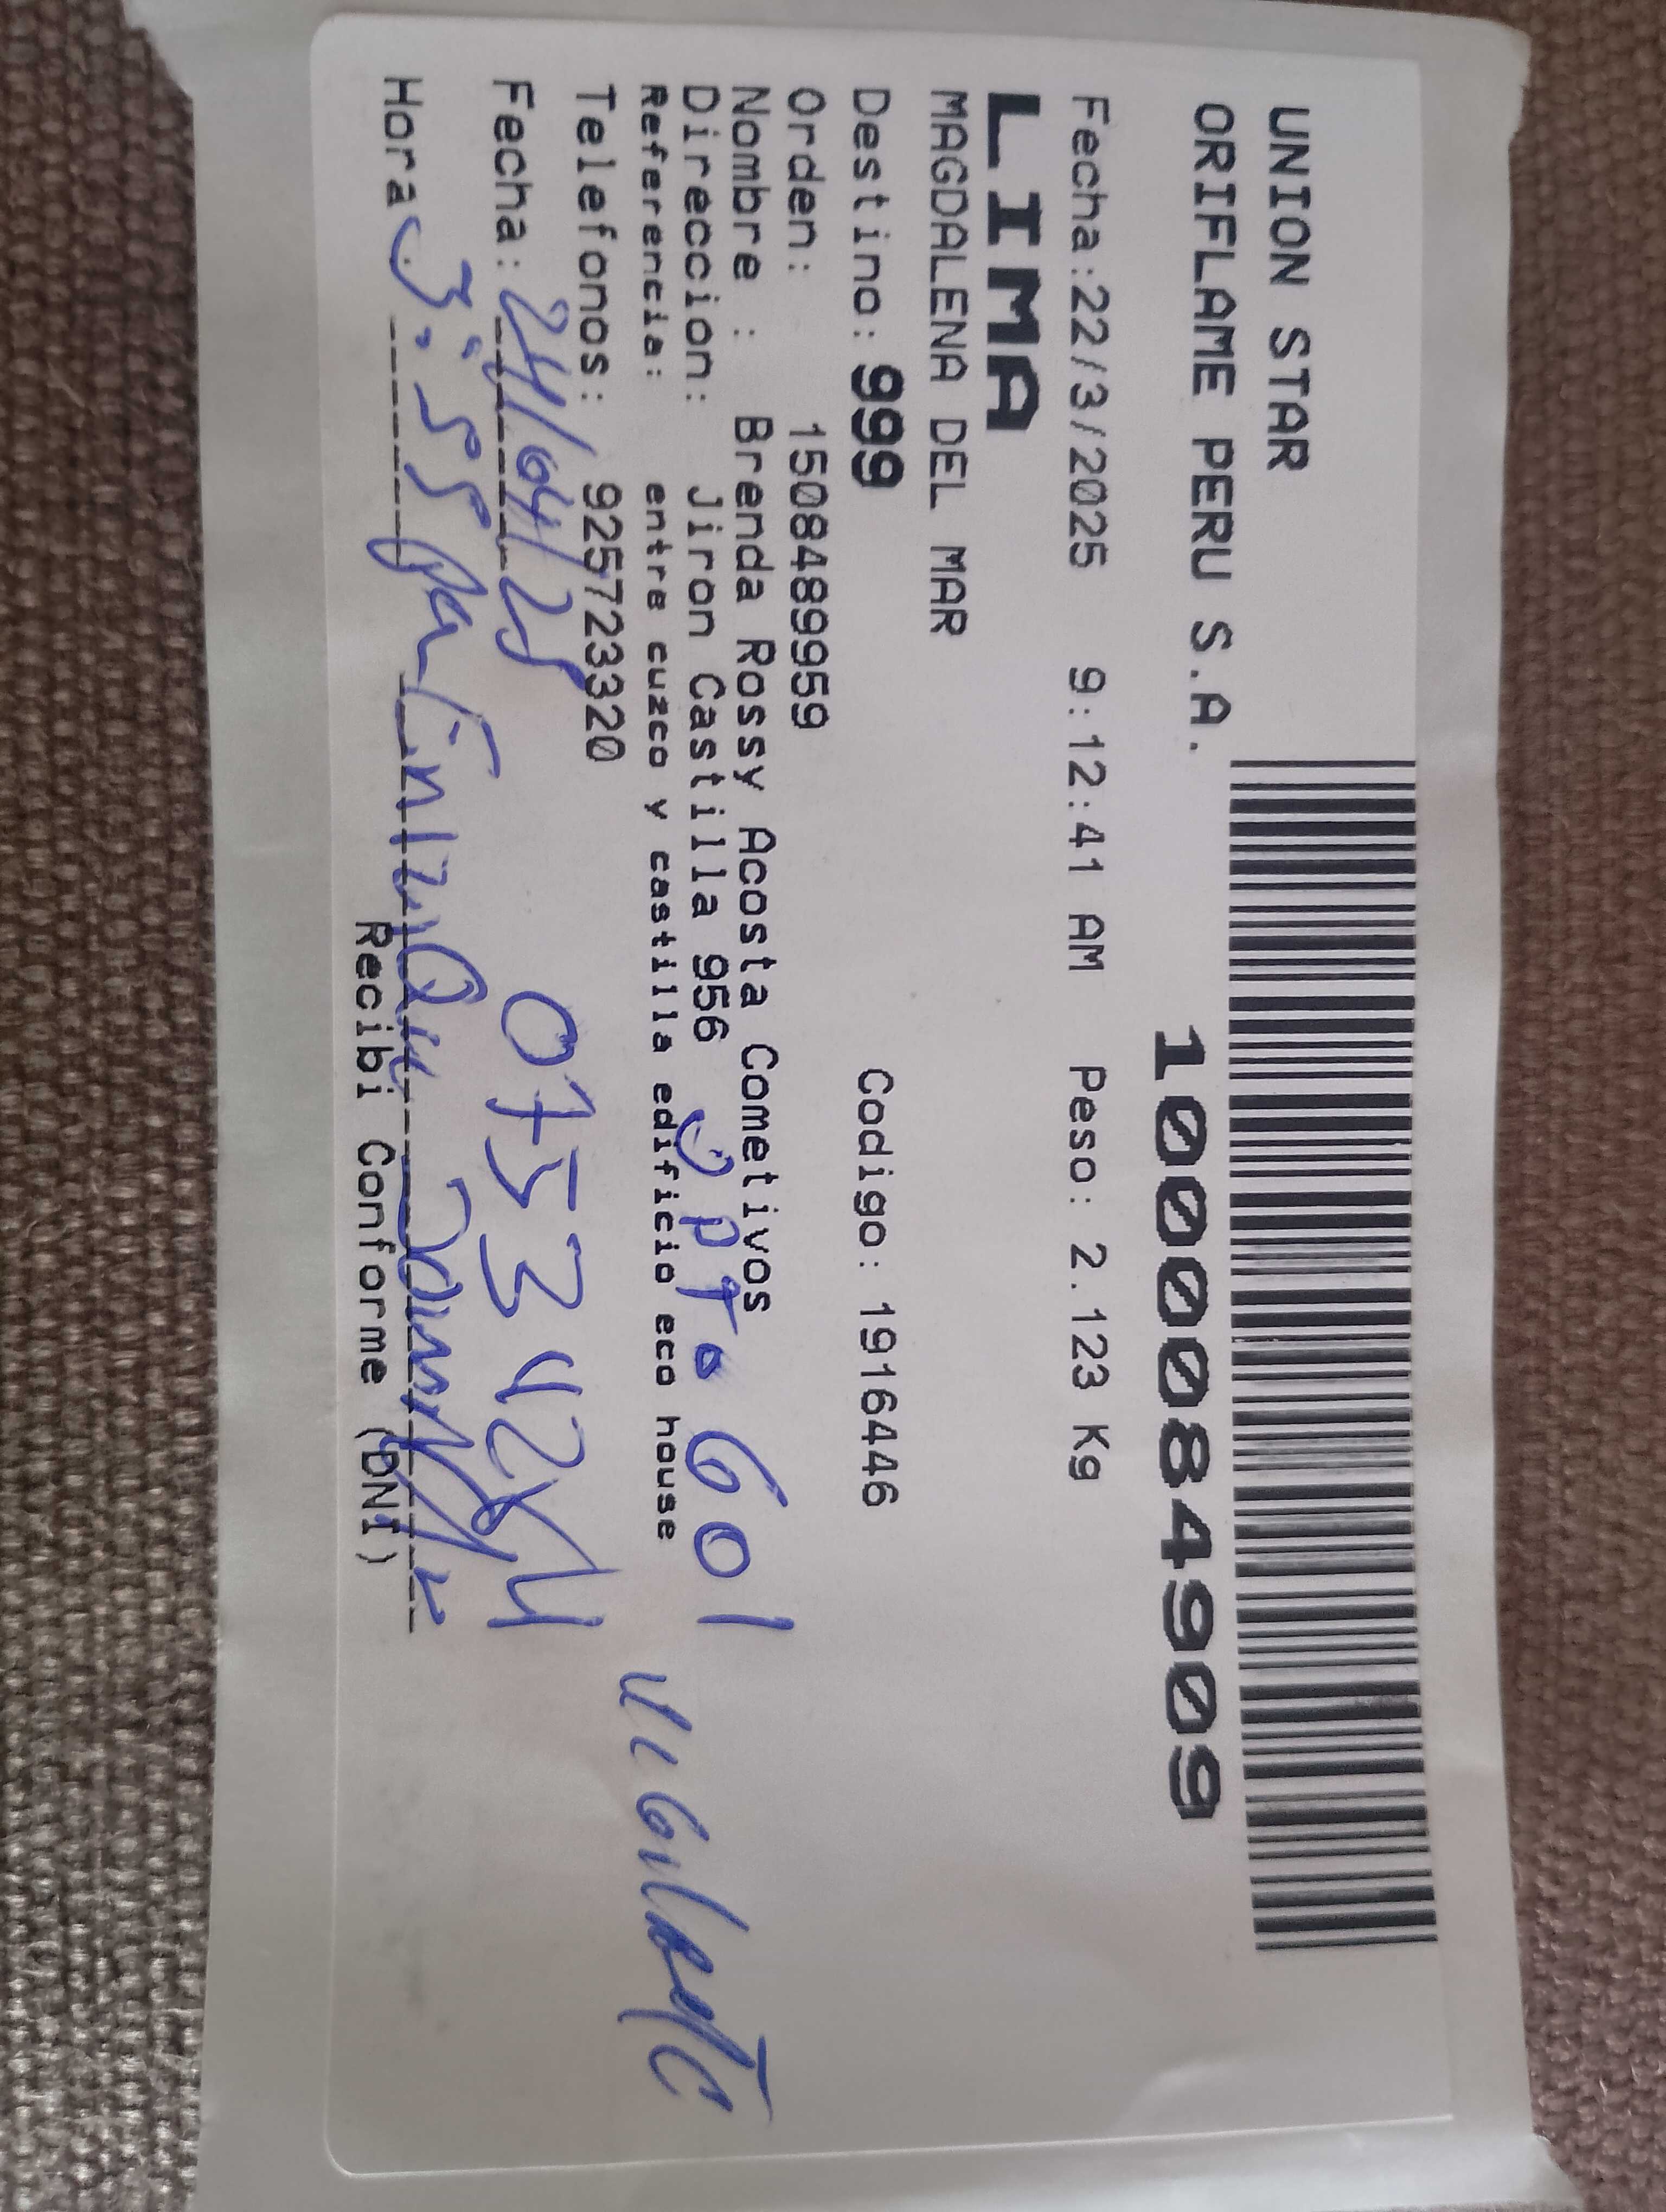 UNION STAR
ORIFLAME PERU S.A.
10000084909
Fecha:22/3/2025 9:12:41 AM Peso: 2.123 Kg
LIMA
MAGDALENA DEL MAR
Destino: 999 Codigo: 1916446
Orden: 1508489959
Nombre : Brenda Rossy Acosta Cometivos
Direccion: Jiron Castilla 956 DPTo 601
Referencia: entre cuzco y castilla edificio eco house
Telefonos: 925723320
Fecha: 24/04/25
Hora 3:55 pm
Recibi Conforme (DNI)